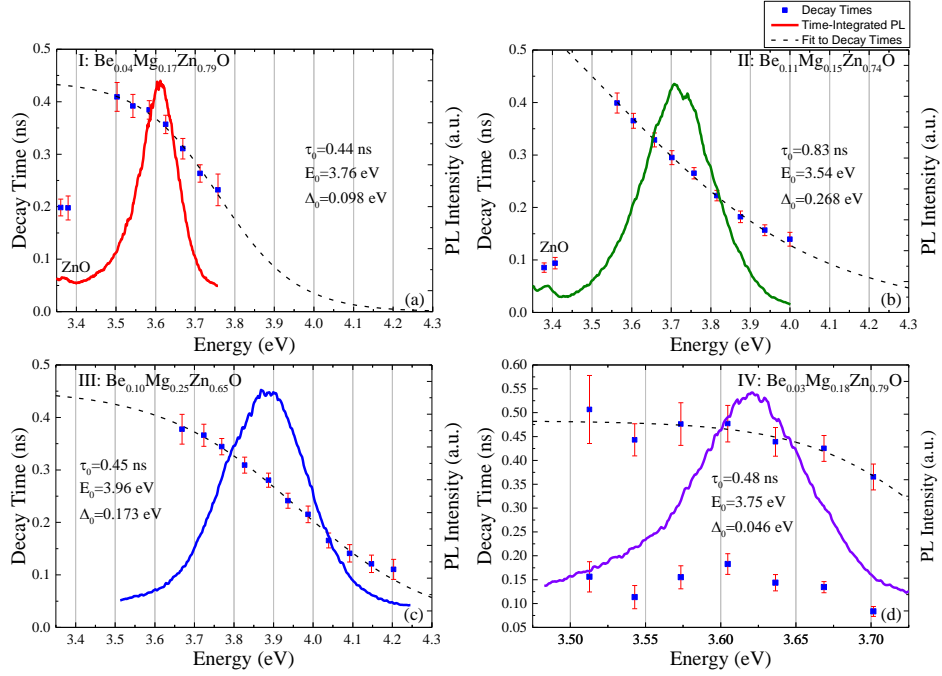 Decay Times
Time-Integrated PL
Fit to Decay Times
I: Be0.04Mg0.17Zn0.79O
τ0=0.44 ns
E0=3.76 eV
Δ0=0.098 eV
ZnO
(a)
0.5
0.4
0.3
0.2
0.1
0.0
Decay Time (ns)
PL Intensity (a.u.)
3.4 3.5 3.6 3.7 3.8 3.9 4.0 4.1 4.2 4.3
Energy (eV)
II: Be0.11Mg0.15Zn0.74O
τ0=0.83 ns
E0=3.54 eV
Δ0=0.268 eV
ZnO
(b)
0.5
0.4
0.3
0.2
0.1
0.0
Decay Time (ns)
PL Intensity (a.u.)
3.4 3.5 3.6 3.7 3.8 3.9 4.0 4.1 4.2 4.3
Energy (eV)
III: Be0.10Mg0.25Zn0.65O
τ0=0.45 ns
E0=3.96 eV
Δ0=0.173 eV
(c)
0.5
0.4
0.3
0.2
0.1
0.0
Decay Time (ns)
PL Intensity (a.u.)
3.4 3.5 3.6 3.7 3.8 3.9 4.0 4.1 4.2 4.3
Energy (eV)
IV: Be0.03Mg0.18Zn0.79O
τ0=0.48 ns
E0=3.75 eV
Δ0=0.046 eV
(d)
0.60
0.55
0.50
0.45
0.40
0.35
0.30
0.25
0.20
0.15
0.10
0.05
Decay Time (ns)
PL Intensity (a.u.)
3.50 3.55 3.60 3.65 3.70
Energy (eV)